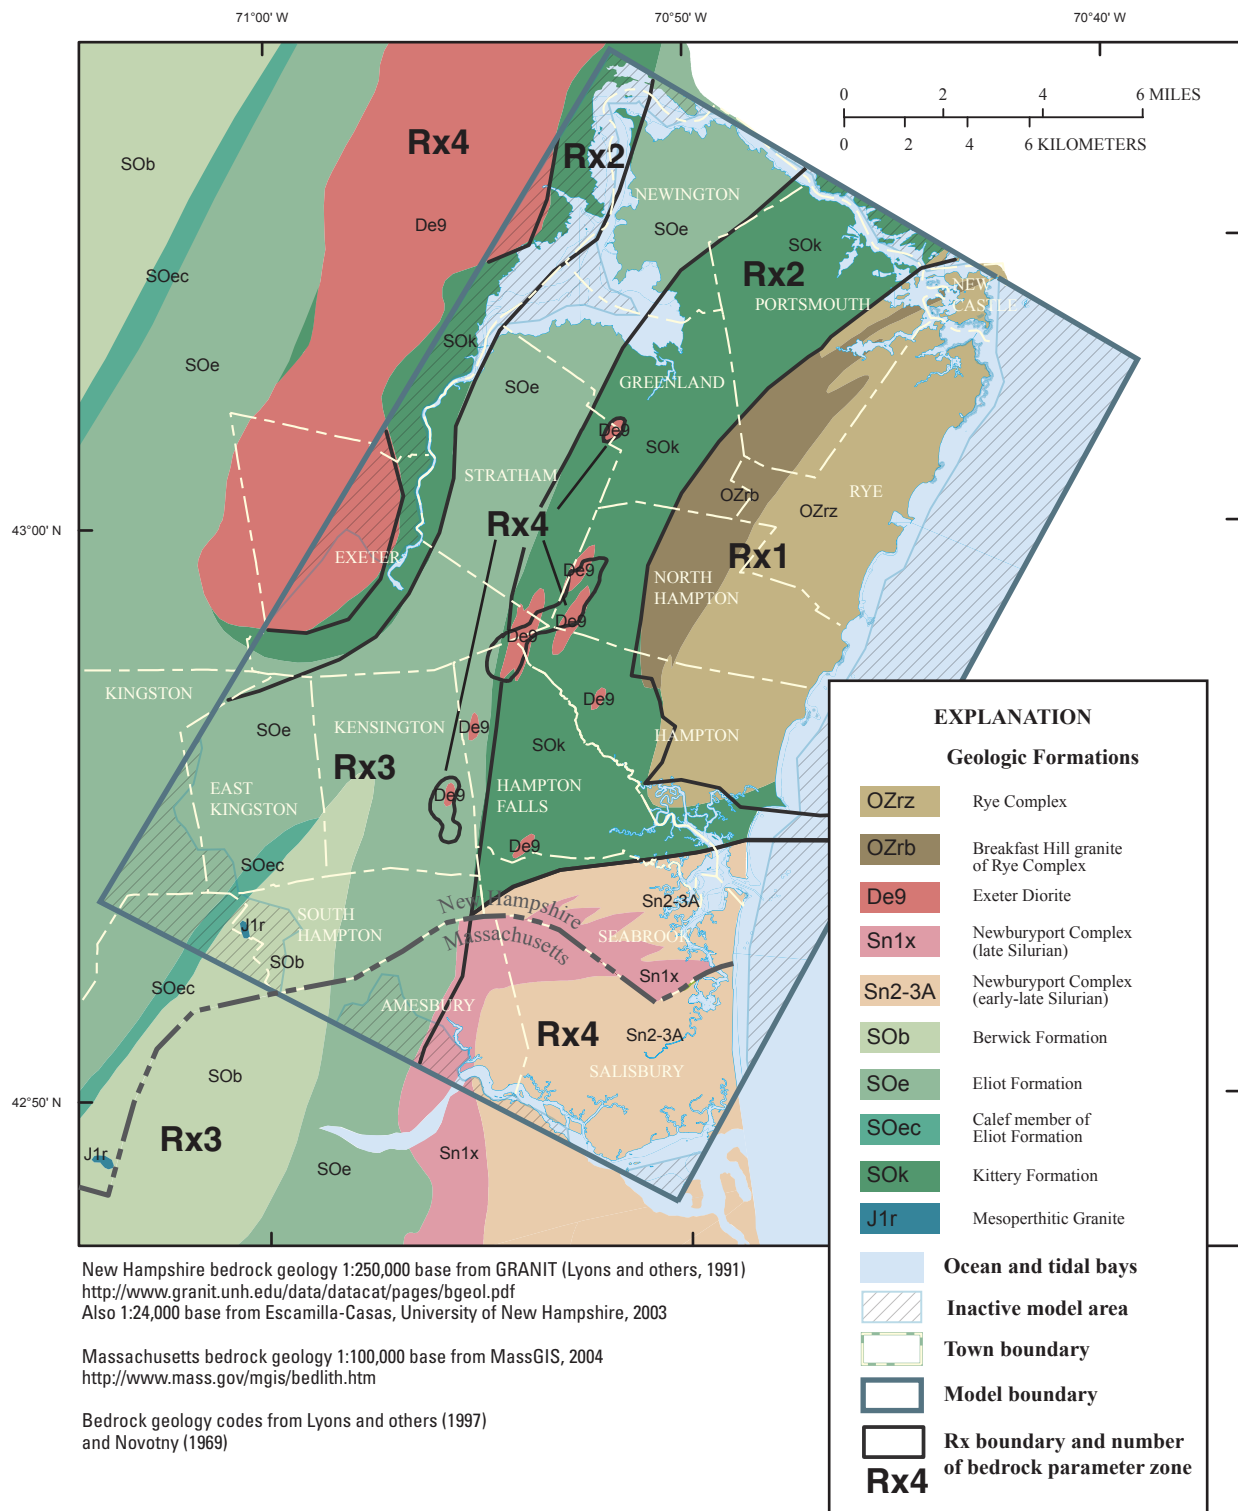 71°00' W
70°50' W
70°40' W
0 2 4 6 MILES
0 2 4 6 KILOMETERS
Rx4
Rx2
SOb
NEWINGTON
De9
SOe
SOk
SOec
Rx2
NEW
CASTLE
PORTSMOUTH
SOk
SOe
SOe
GREENLAND
De9
SOk
STRATHAM
RYE
OZrb
OZrz
Rx4
43°00' N
EXETER
Rx1
De9
NORTH
HAMPTON
De9
De9
KINGSTON
De9
SOe
KENSINGTON
De9
HAMPTON
SOk
Rx3
EAST
KINGSTON
De9
HAMPTON
FALLS
De9
SOec
New Hampshire
Massachusetts
Sn2-3A
SOUTH
HAMPTON
J1r
SEABROOK
SOb
Sn1x
SOec
AMESBURY
Rx4
Sn2-3A
SOb
SALISBURY
42°50' N
Rx3
J1r
SOe
Sn1x
EXPLANATION
Geologic Formations
OZrz Rye Complex
OZrb Breakfast Hill granite
of Rye Complex
De9 Exeter Diorite
Sn1x Newburyport Complex
(late Silurian)
Sn2-3A Newburyport Complex
(early-late Silurian)
SOb Berwick Formation
SOe Eliot Formation
SOec Calef member of
Eliot Formation
SOk Kittery Formation
J1r Mesoperthitic Granite
Ocean and tidal bays
Inactive model area
Town boundary
Model boundary
Rx boundary and number
of bedrock parameter zone
Rx4
New Hampshire bedrock geology 1:250,000 base from GRANIT (Lyons and others, 1991)
http://www.granit.unh.edu/data/datacat/pages/bgeol.pdf
Also 1:24,000 base from Escamilla-Casas, University of New Hampshire, 2003
Massachusetts bedrock geology 1:100,000 base from MassGIS, 2004
http://www.mass.gov/mgis/bedlith.htm
Bedrock geology codes from Lyons and others (1997)
and Novotny (1969)